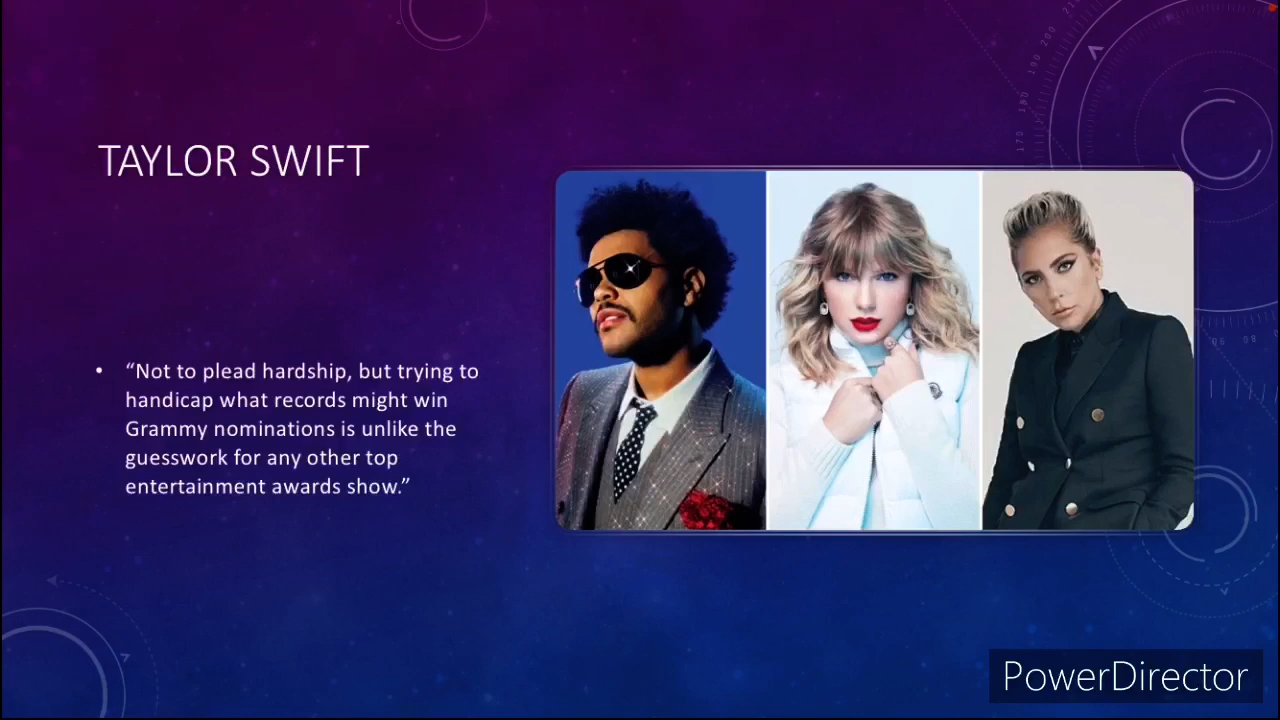 TAYLOR SWIFT
• “Not to plead hardship, but trying to
handicap what records might win
Grammy nominations is unlike the
guesswork for any other top
entertainment awards show.”
PowerDirector